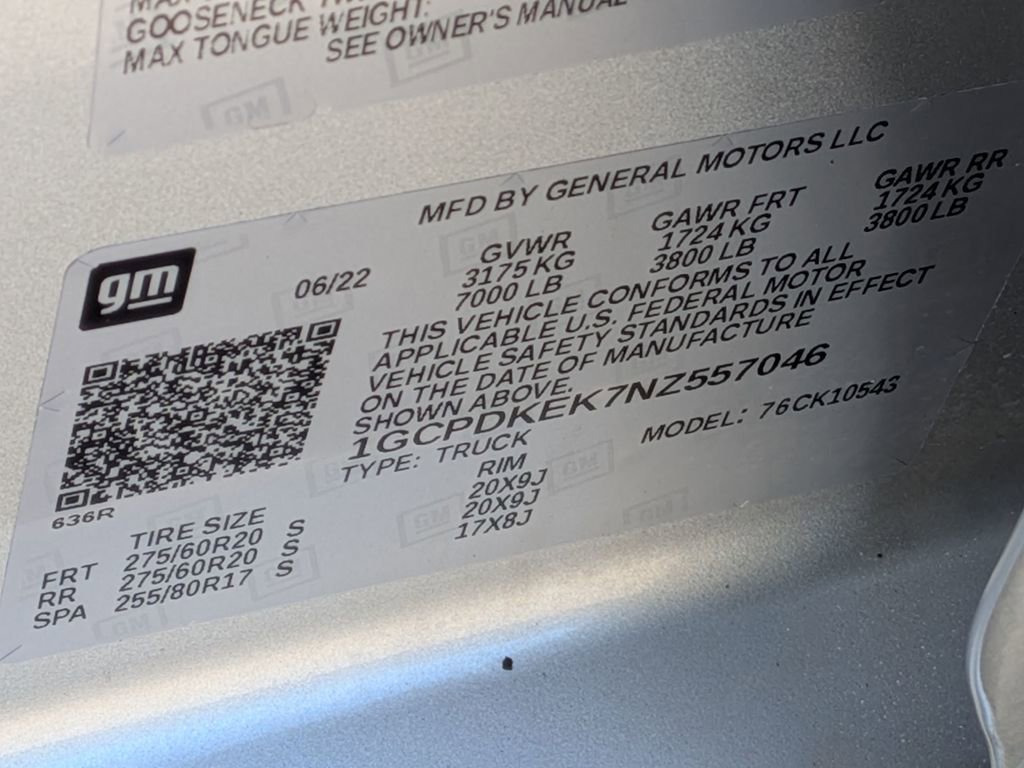 GOOSENECK
MAX TONGUE WEIGHT:
SEE OWNER'S MANUAL
MFD BY GENERAL MOTORS LLC
gm
06/22
GVWR GAWR FRT GAWR RR
3175 KG 1724 KG 1724 KG
7000 LB 3800 LB 3800 LB
THIS VEHICLE CONFORMS TO ALL
APPLICABLE U.S. FEDERAL MOTOR
VEHICLE SAFETY STANDARDS IN EFFECT
ON THE DATE OF MANUFACTURE
SHOWN ABOVE.
1GCPDKEK7NZ557046
TYPE: TRUCK MODEL: 76CK10543
636R
TIRE SIZE RIM
FRT 275/60R20 S 20X9J
RR 275/60R20 S 20X9J
SPA 255/80R17 S 17X8J